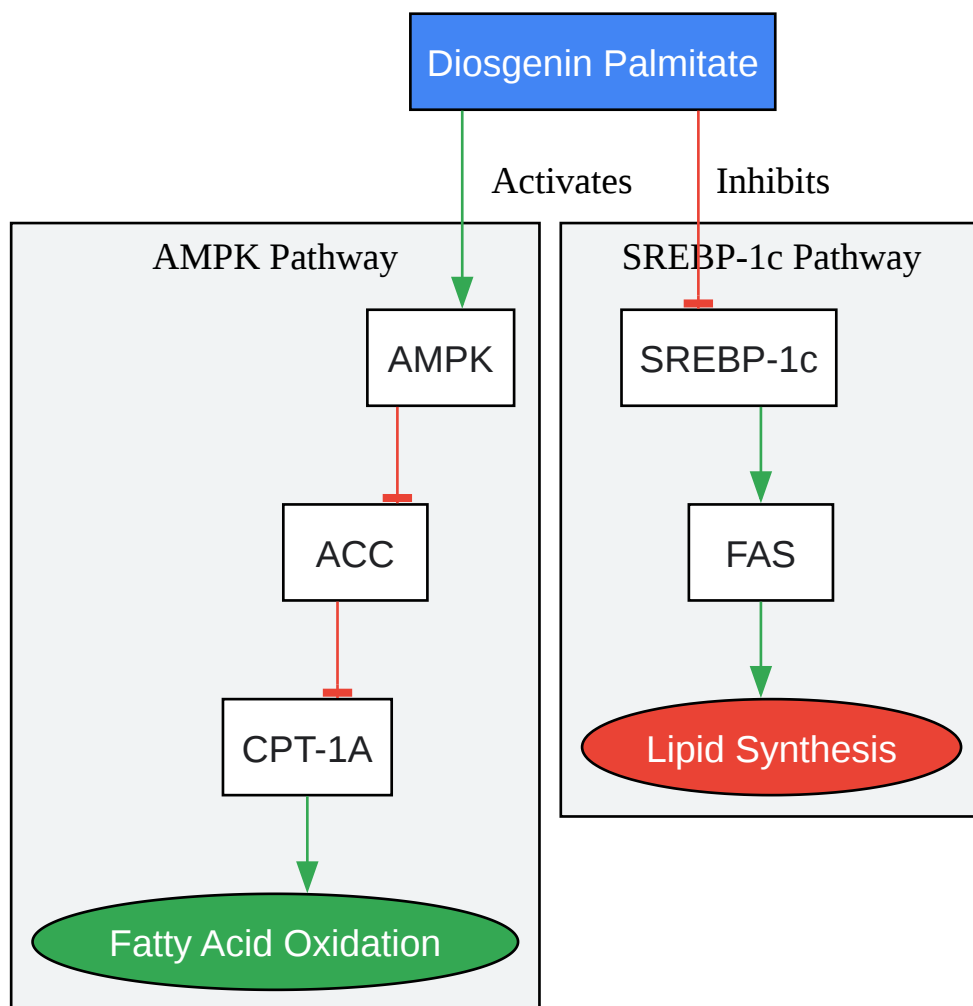 Diosgenin Palmitate
Activates
Inhibits
AMPK Pathway
SREBP-1c Pathway
AMPK
SREBP-1c
ACC
FAS
CPT-1A
Lipid Synthesis
Fatty Acid Oxidation